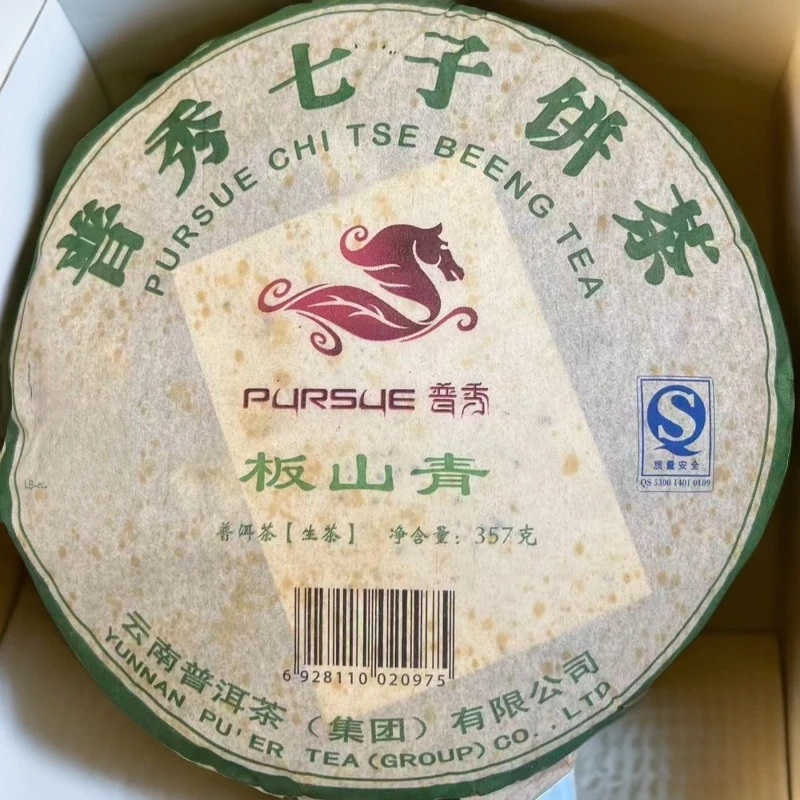 普秀七子饼茶
PURSUE CHI TSE BEENG TEA
PURSUE 普秀
板山青
普洱茶【生茶】 净含量：357克
质量安全
QS 5300 1401 0189
6 928110 020975
云南普洱茶（集团）有限公司
YUNNAN PU'ER TEA (GROUP) CO., LTD